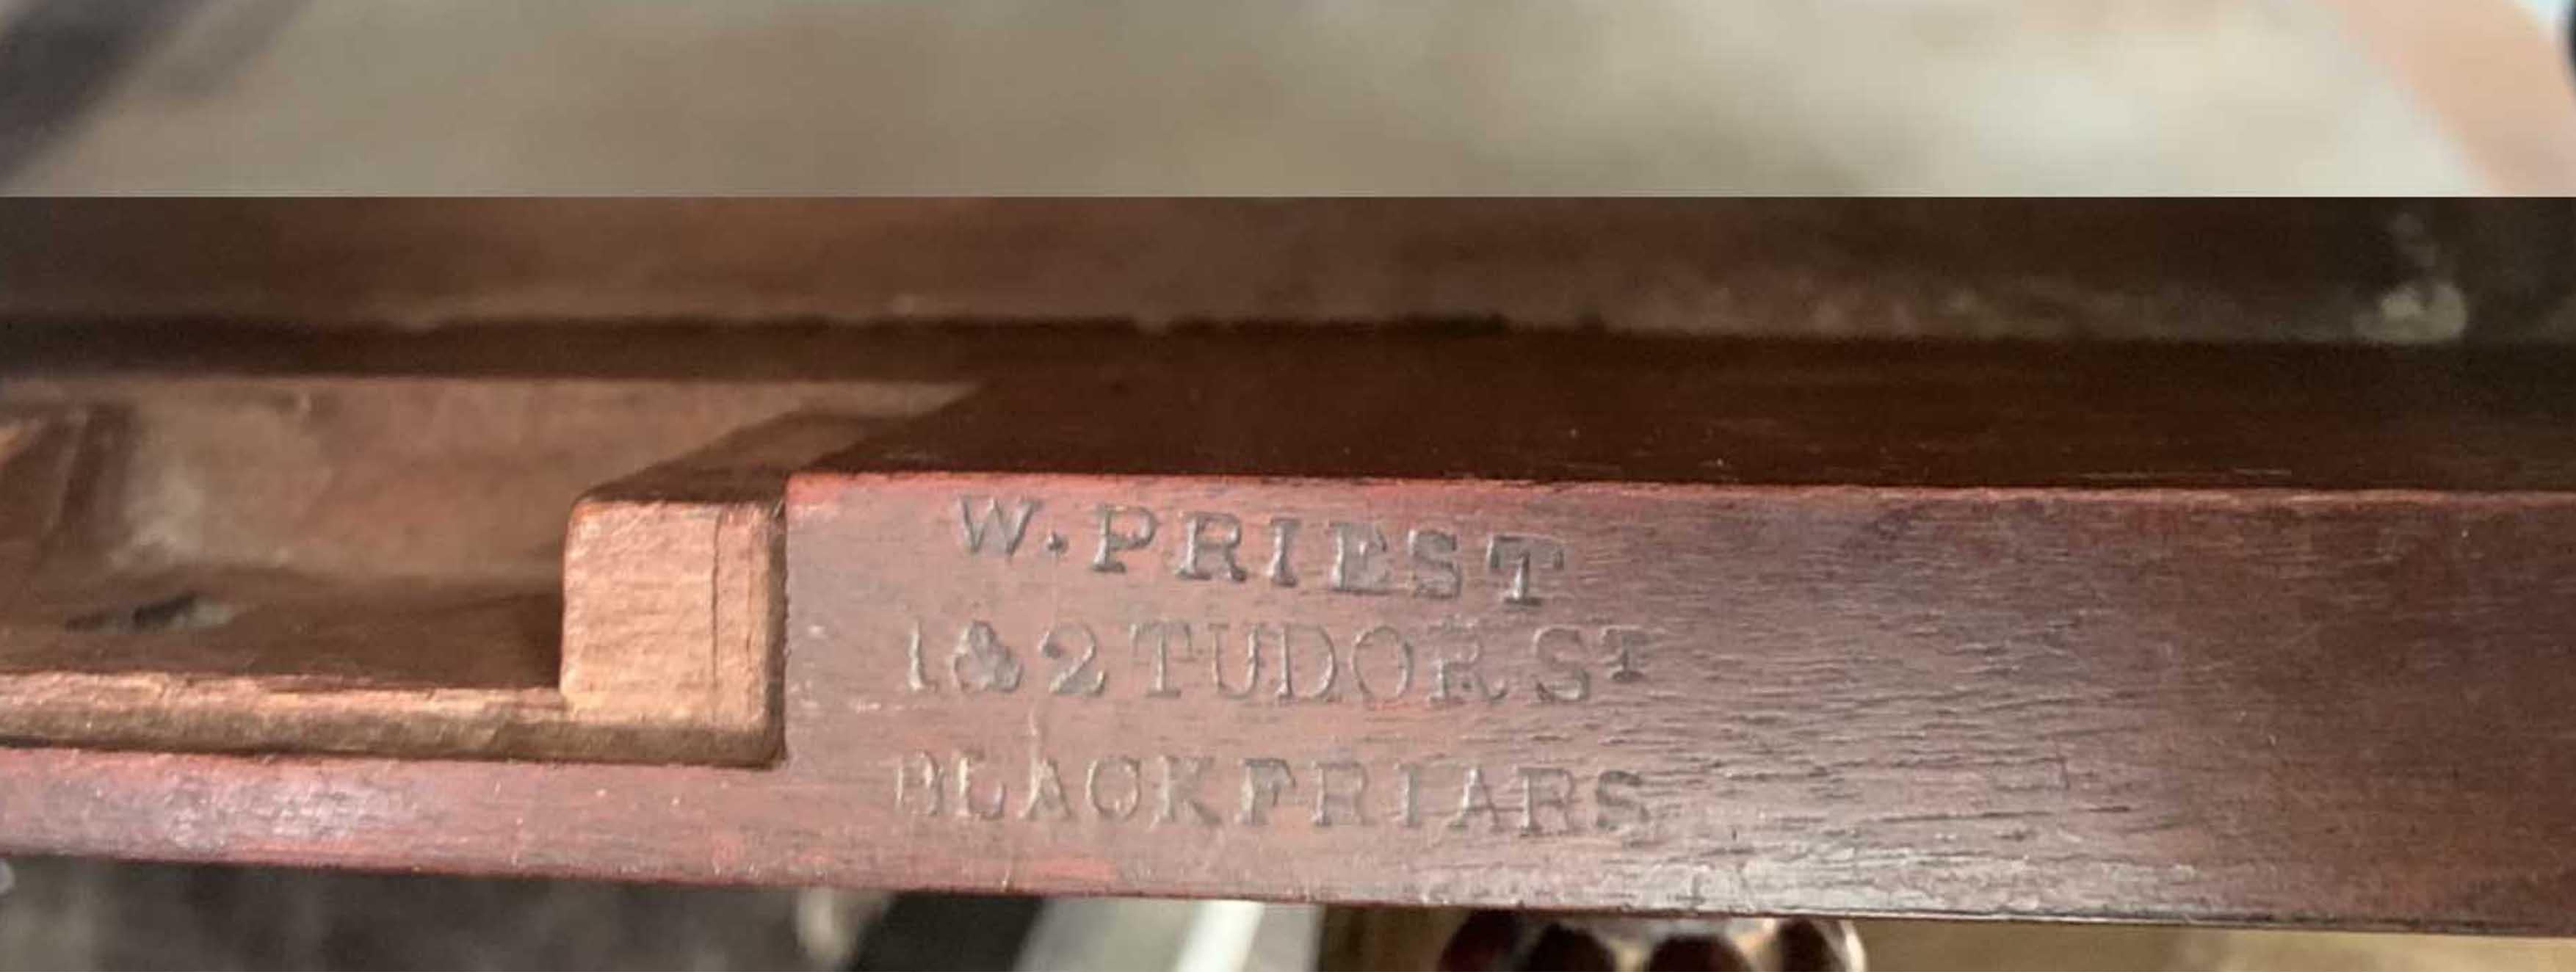 W. PRIEST
1 & 2 TUDOR ST
BLACKFRIARS